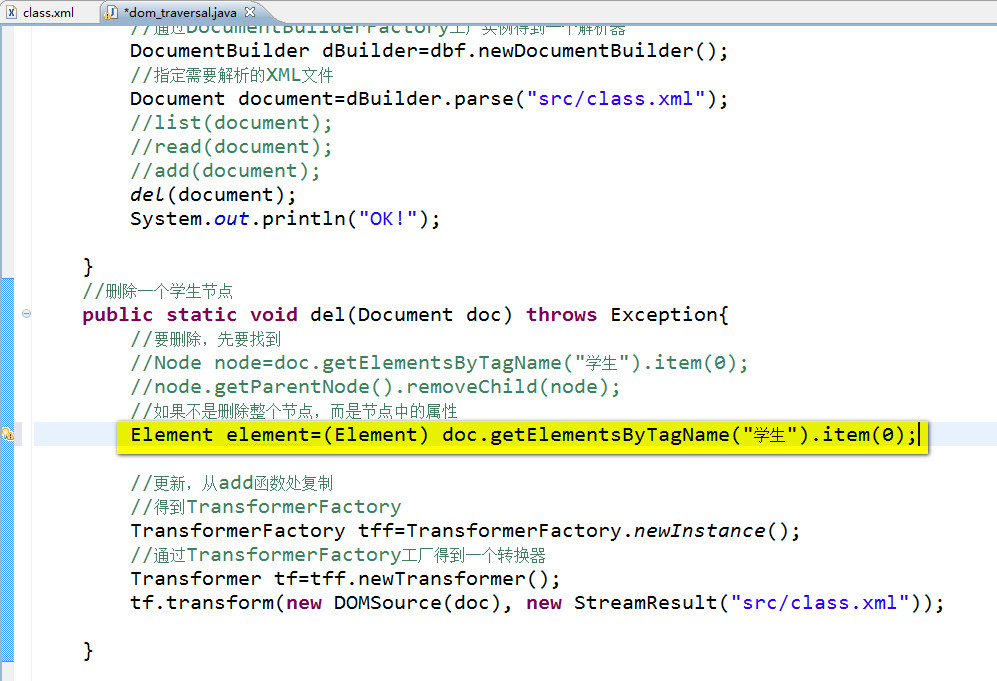 class.xml *dom_traversal.java
//通过DocumentBuilderFactory工厂实例得到一个解析器
DocumentBuilder dBuilder=dbf.newDocumentBuilder();
//指定需要解析的XML文件
Document document=dBuilder.parse("src/class.xml");
//list(document);
//read(document);
//add(document);
del(document);
System.out.println("OK!");
}
//删除一个学生节点
public static void del(Document doc) throws Exception{
//要删除，先要找到
//Node node=doc.getElementsByTagName("学生").item(0);
//node.getParentNode().removeChild(node);
//如果不是删除整个节点，而是节点中的属性
Element element=(Element) doc.getElementsByTagName("学生").item(0);
//更新，从add函数处复制
//得到TransformerFactory
TransformerFactory tff=TransformerFactory.newInstance();
//通过TransformerFactory工厂得到一个转换器
Transformer tf=tff.newTransformer();
tf.transform(new DOMSource(doc), new StreamResult("src/class.xml"));
}